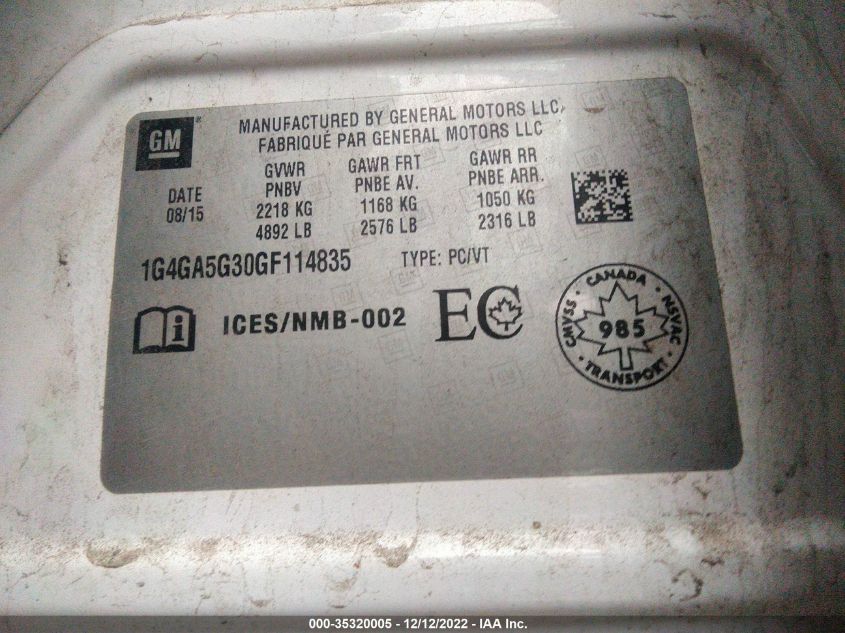 GM
MANUFACTURED BY GENERAL MOTORS LLC
FABRIQUÉ PAR GENERAL MOTORS LLC
DATE
08/15
GVWR
PNBV
2218 KG
4892 LB
GAWR FRT
PNBE AV.
1168 KG
2576 LB
GAWR RR
PNBE ARR.
1050 KG
2316 LB
1G4GA5G30GF114835 TYPE: PC/VT
i ICES/NMB-002 EC
CANADA
CMVSS 985 NSVAC
TRANSPORT
000-35320005 - 12/12/2022 - IAA Inc.